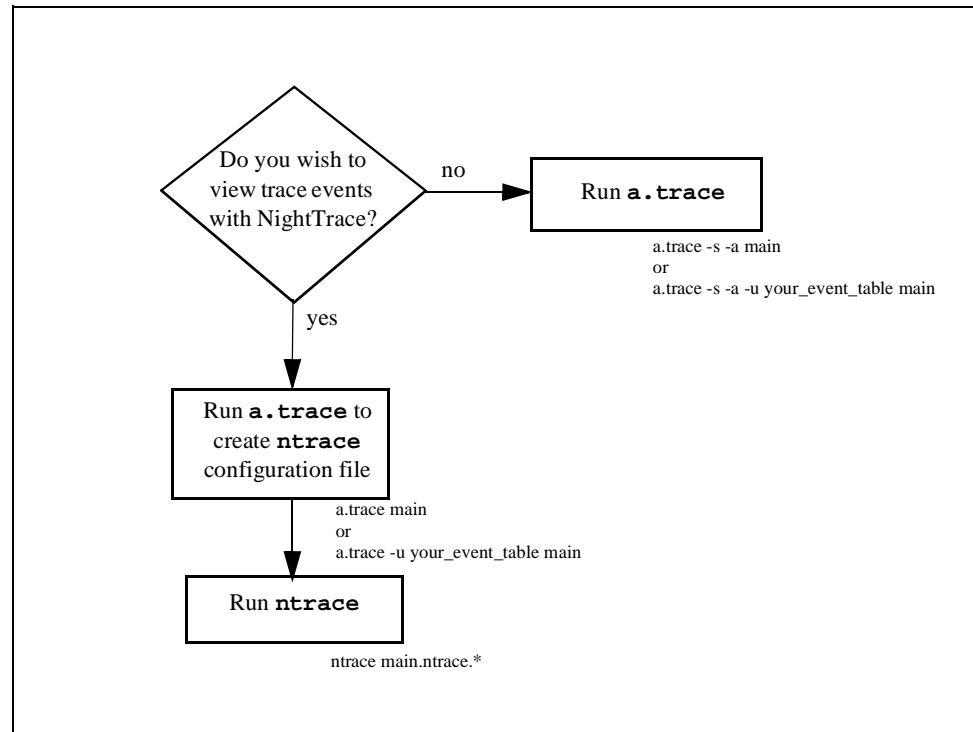 Do you wish to
view trace events
with NightTrace?
no
Run a.trace
a.trace -s -a main
or
a.trace -s -a -u your_event_table main
yes
Run a.trace to
create ntrace
configuration file
a.trace main
or
a.trace -u your_event_table main
Run ntrace
ntrace main.ntrace.*